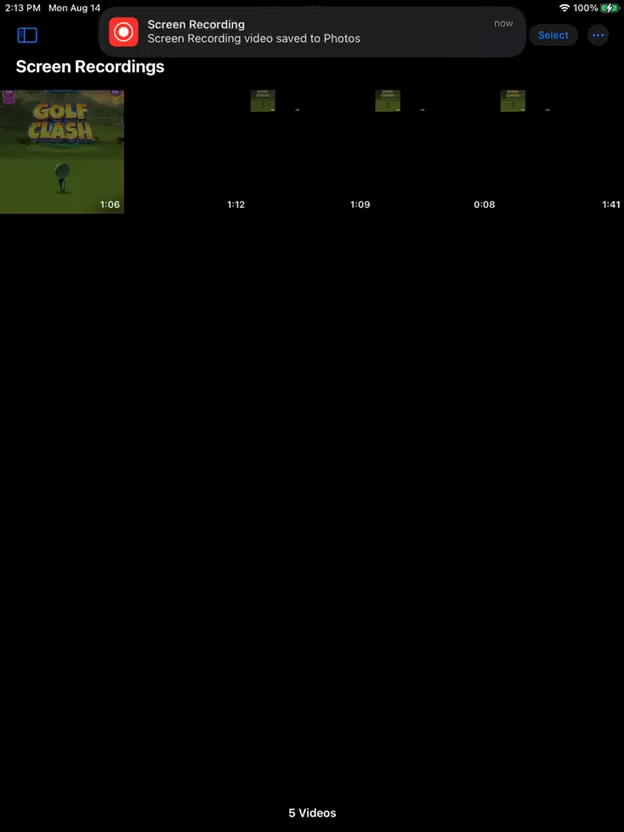 2:13 PM Mon Aug 14
100%
Screen Recording
now
Screen Recording video saved to Photos
Select
Screen Recordings
GOLF
CLASH
1:06
1:12
1:09
0:08
1:41
5 Videos